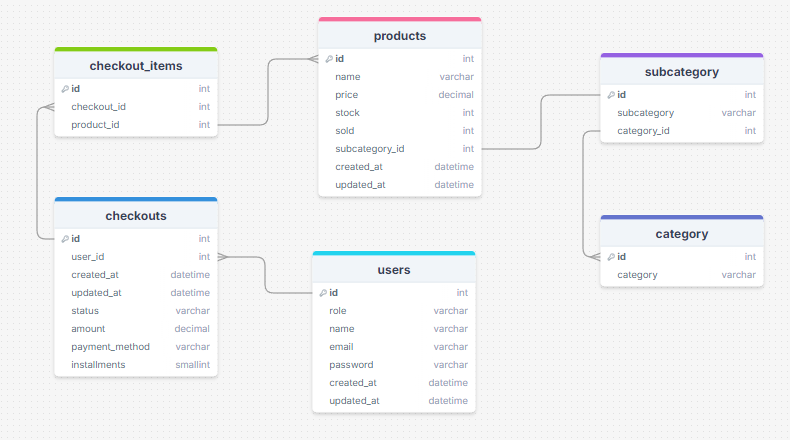 checkout_items
id int
checkout_id int
product_id int
products
id int
name varchar
price decimal
stock int
sold int
subcategory_id int
created_at datetime
updated_at datetime
subcategory
id int
subcategory varchar
category_id int
checkouts
id int
user_id int
created_at datetime
updated_at datetime
status varchar
amount decimal
payment_method varchar
installments smallint
users
id int
role varchar
name varchar
email varchar
password varchar
created_at datetime
updated_at datetime
category
id int
category varchar